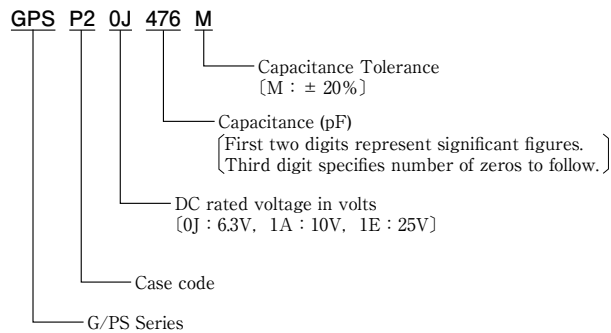 GPS P2 0J 476 M
Capacitance Tolerance
〔M : ± 20%〕
Capacitance (pF)
First two digits represent significant figures.
Third digit specifies number of zeros to follow.
DC rated voltage in volts
〔0J : 6.3V, 1A : 10V, 1E : 25V〕
Case code
G/PS Series